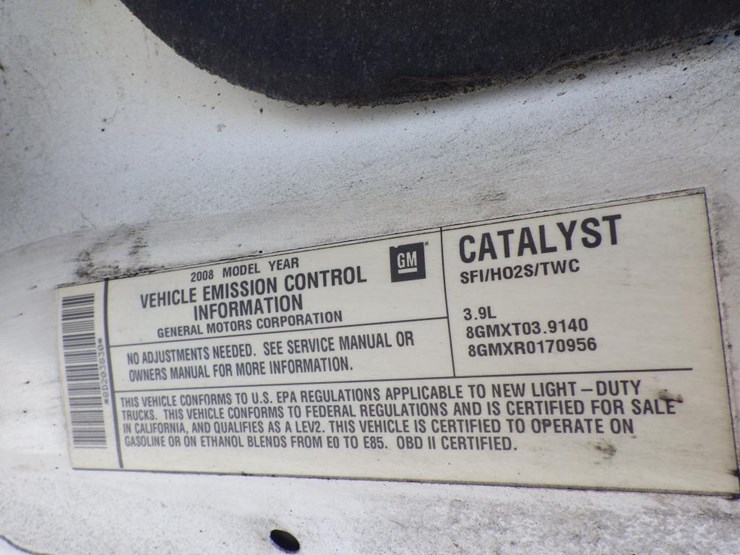 2008 MODEL YEAR
VEHICLE EMISSION CONTROL
INFORMATION
GENERAL MOTORS CORPORATION
GM
CATALYST
SFI/HO2S/TWC
3.9L
8GMXT03.9140
8GMXR0170956
NO ADJUSTMENTS NEEDED. SEE SERVICE MANUAL OR
OWNERS MANUAL FOR MORE INFORMATION.
THIS VEHICLE CONFORMS TO U.S. EPA REGULATIONS APPLICABLE TO NEW LIGHT-DUTY
TRUCKS. THIS VEHICLE CONFORMS TO FEDERAL REGULATIONS AND IS CERTIFIED FOR SALE
IN CALIFORNIA, AND QUALIFIES AS A LEV2. THIS VEHICLE IS CERTIFIED TO OPERATE ON
GASOLINE OR ON ETHANOL BLENDS FROM E0 TO E85. OBD II CERTIFIED.